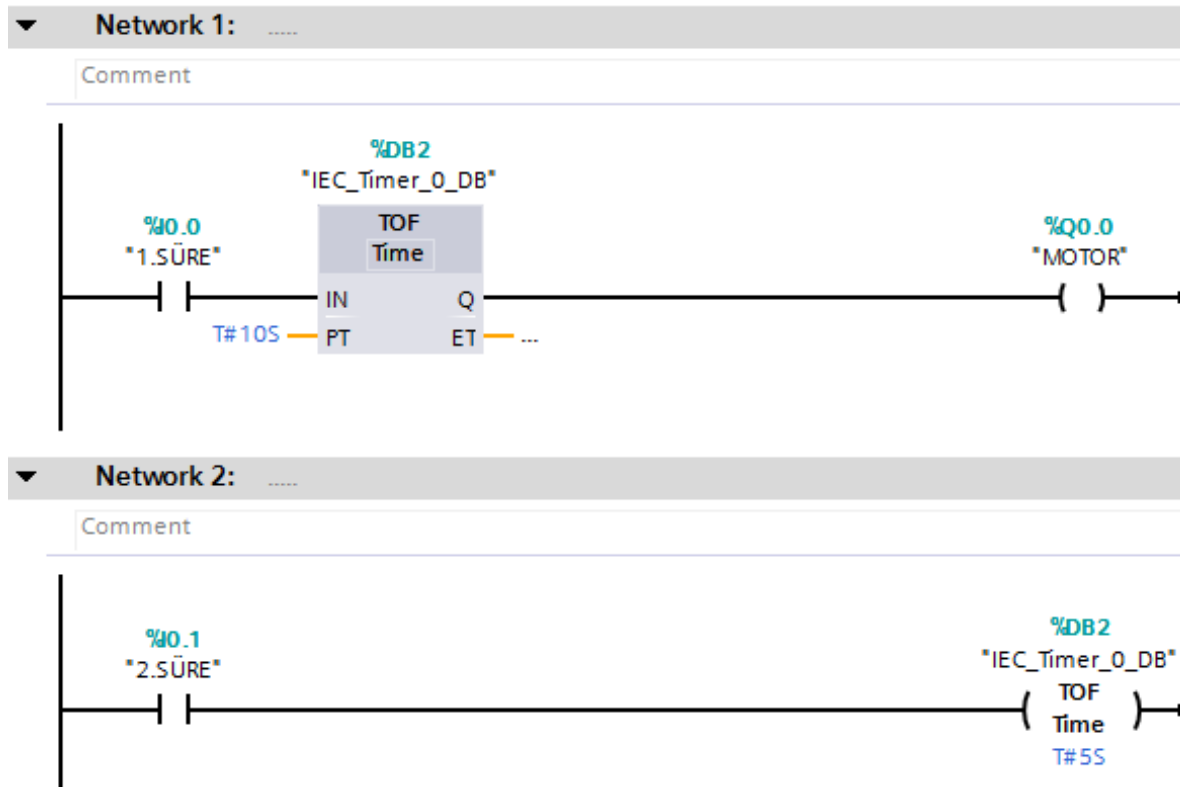 Network 1: .....
Comment
%DB2
"IEC_Timer_0_DB"
%I0.0
"1.SÜRE"
TOF
Time
%Q0.0
"MOTOR"
IN Q
T#10S PT ET ...
Network 2: .....
Comment
%I0.1
"2.SÜRE"
%DB2
"IEC_Timer_0_DB"
TOF
Time
T#5S